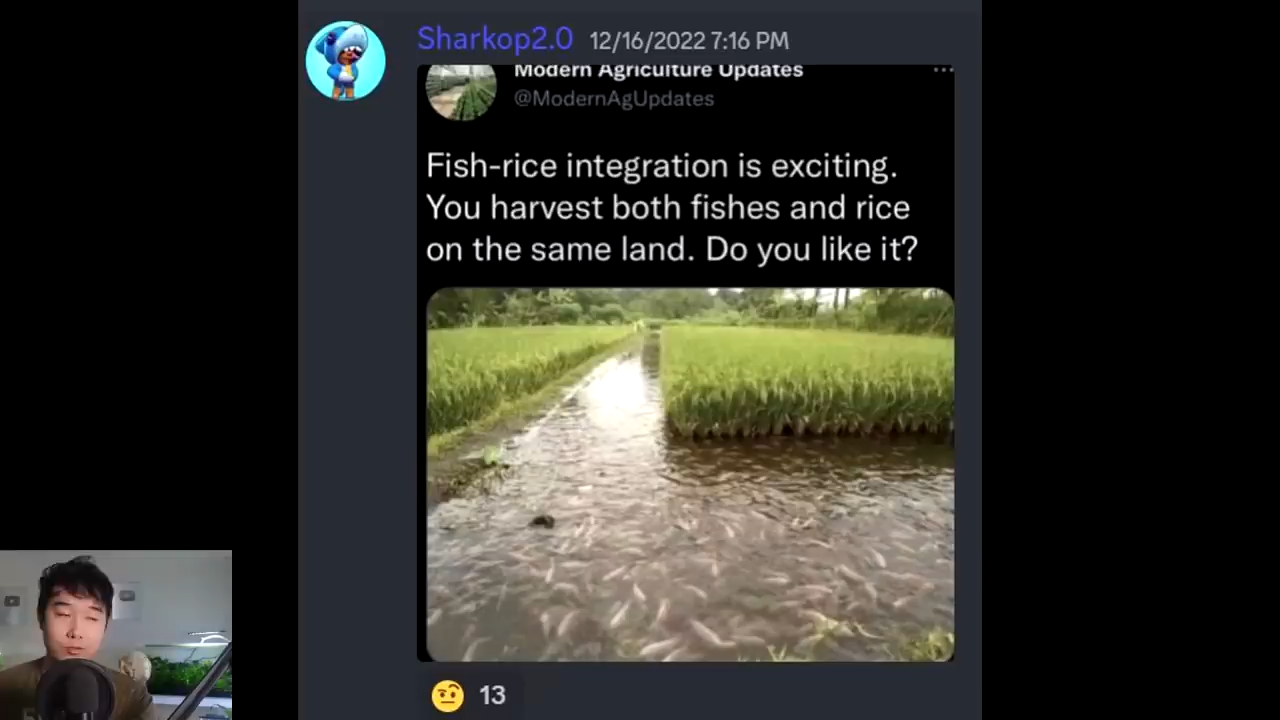 Sharkop2.0 12/16/2022 7:16 PM
Modern Agriculture Updates
@ModernAgUpdates
Fish-rice integration is exciting.
You harvest both fishes and rice
on the same land. Do you like it?
13